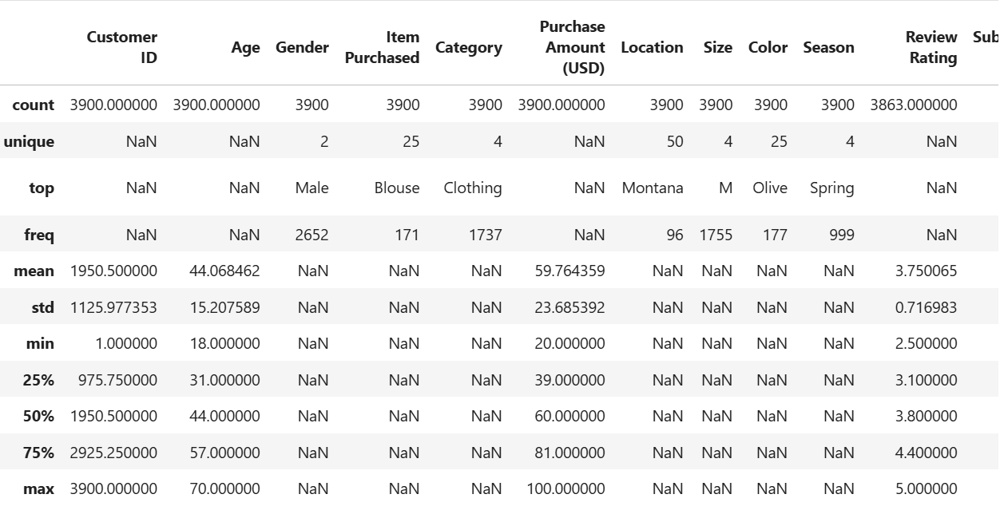 Customer ID Age Gender Item Purchased Category Purchase Amount (USD) Location Size Color Season Review Rating Sub
count 3900.000000 3900.000000 3900 3900 3900 3900.000000 3900 3900 3900 3900 3863.000000
unique NaN NaN 2 25 4 NaN 50 4 25 4 NaN
top NaN NaN Male Blouse Clothing NaN Montana M Olive Spring NaN
freq NaN NaN 2652 171 1737 NaN 96 1755 177 999 NaN
mean 1950.500000 44.068462 NaN NaN NaN 59.764359 NaN NaN NaN NaN 3.750065
std 1125.977353 15.207589 NaN NaN NaN 23.685392 NaN NaN NaN NaN 0.716983
min 1.000000 18.000000 NaN NaN NaN 20.000000 NaN NaN NaN NaN 2.500000
25% 975.750000 31.000000 NaN NaN NaN 39.000000 NaN NaN NaN NaN 3.100000
50% 1950.500000 44.000000 NaN NaN NaN 60.000000 NaN NaN NaN NaN 3.800000
75% 2925.250000 57.000000 NaN NaN NaN 81.000000 NaN NaN NaN NaN 4.400000
max 3900.000000 70.000000 NaN NaN NaN 100.000000 NaN NaN NaN NaN 5.000000